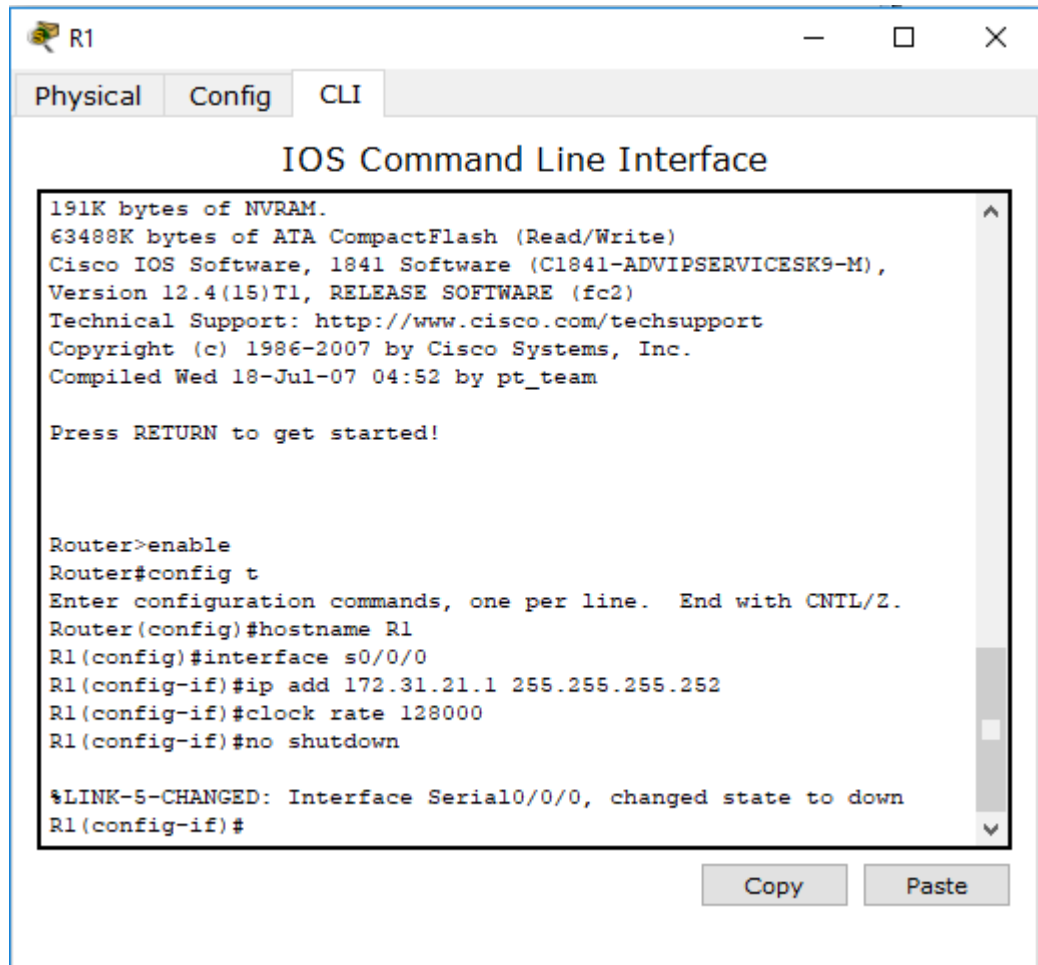 R1
Physical Config CLI
IOS Command Line Interface
191K bytes of NVRAM.
63488K bytes of ATA CompactFlash (Read/Write)
Cisco IOS Software, 1841 Software (C1841-ADVIPSERVICESK9-M),
Version 12.4(15)T1, RELEASE SOFTWARE (fc2)
Technical Support: http://www.cisco.com/techsupport
Copyright (c) 1986-2007 by Cisco Systems, Inc.
Compiled Wed 18-Jul-07 04:52 by pt_team
Press RETURN to get started!
Router>enable
Router#config t
Enter configuration commands, one per line.  End with CNTL/Z.
Router(config)#hostname R1
R1(config)#interface s0/0/0
R1(config-if)#ip add 172.31.21.1 255.255.255.252
R1(config-if)#clock rate 128000
R1(config-if)#no shutdown
%LINK-5-CHANGED: Interface Serial0/0/0, changed state to down
R1(config-if)#
Copy Paste